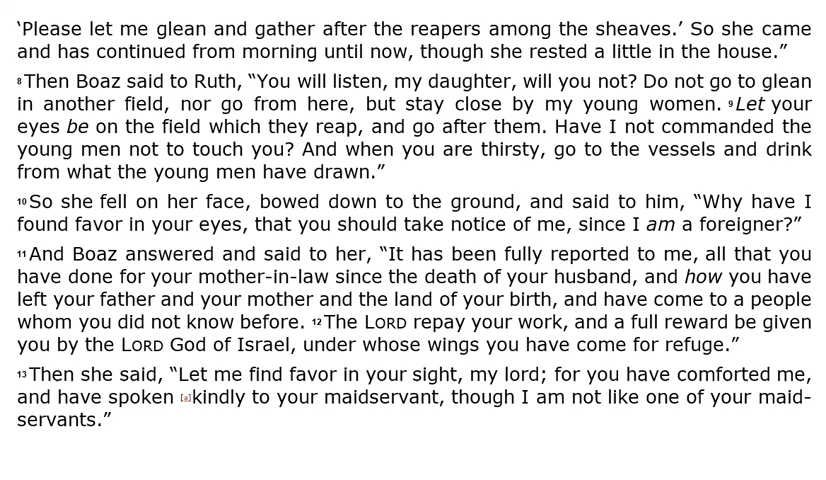 ‘Please let me glean and gather after the reapers among the sheaves.’ So she came
and has continued from morning until now, though she rested a little in the house.”
8 Then Boaz said to Ruth, “You will listen, my daughter, will you not? Do not go to glean
in another field, nor go from here, but stay close by my young women. 9 Let your
eyes be on the field which they reap, and go after them. Have I not commanded the
young men not to touch you? And when you are thirsty, go to the vessels and drink
from what the young men have drawn.”
10 So she fell on her face, bowed down to the ground, and said to him, “Why have I
found favor in your eyes, that you should take notice of me, since I am a foreigner?”
11 And Boaz answered and said to her, “It has been fully reported to me, all that you
have done for your mother-in-law since the death of your husband, and how you have
left your father and your mother and the land of your birth, and have come to a people
whom you did not know before. 12 The LORD repay your work, and a full reward be given
you by the LORD God of Israel, under whose wings you have come for refuge.”
13 Then she said, “Let me find favor in your sight, my lord; for you have comforted me,
and have spoken [a]kindly to your maidservant, though I am not like one of your maid-
servants.”